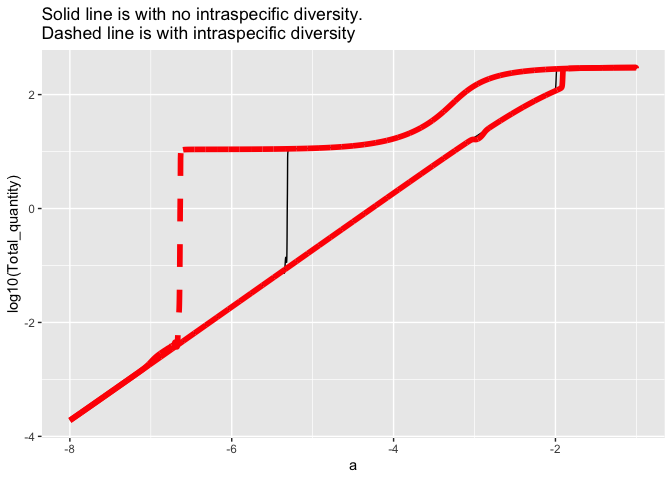 Solid line is with no intraspecific diversity.
Dashed line is with intraspecific diversity
log10(Total_quantity)
2
0
-2
-4
-8
-6
-4
-2
a